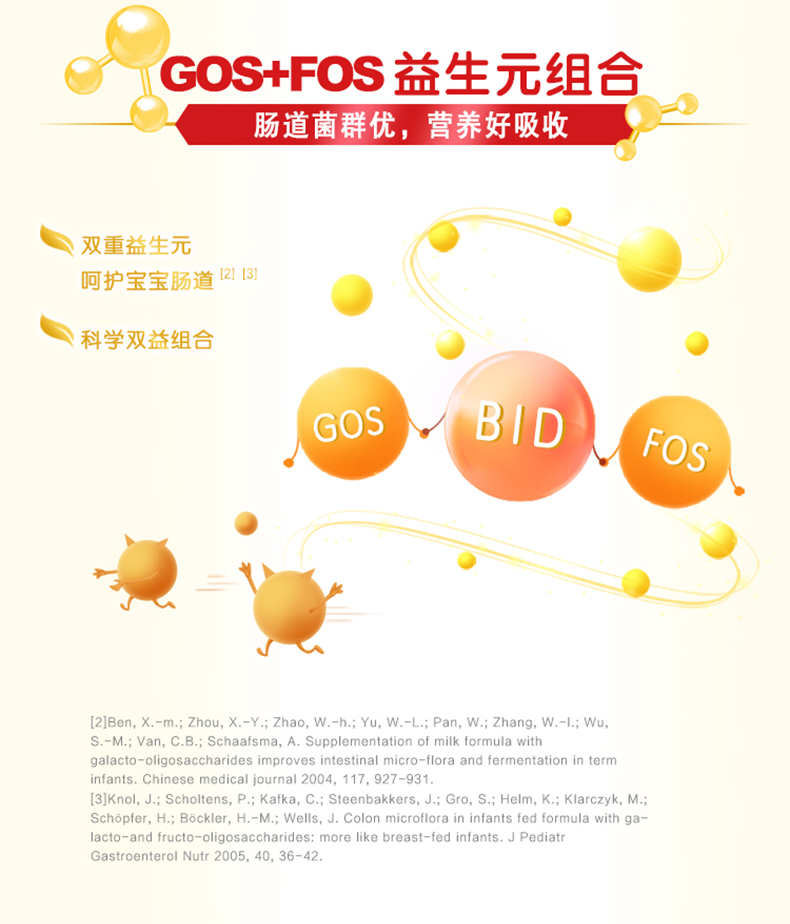 GOS+FOS 益生元组合
肠道菌群优，营养好吸收
双重益生元
呵护宝宝肠道 [2] [3]
科学双益组合
GOS
BID
FOS
[2]Ben, X.-m.; Zhou, X.-Y.; Zhao, W.-h.; Yu, W.-L.; Pan, W.; Zhang, W.-l.; Wu,
S.-M.; Van, C.B.; Schaafsma, A. Supplementation of milk formula with
galacto-oligosaccharides improves intestinal micro-flora and fermentation in term
infants. Chinese medical journal 2004, 117, 927-931.
[3]Knol, J.; Scholtens, P.; Kafka, C.; Steenbakkers, J.; Gro, S.; Helm, K.; Klarczyk, M.;
Schöpfer, H.; Böckler, H.-M.; Wells, J. Colon microflora in infants fed formula with ga-
lacto-and fructo-oligosaccharides: more like breast-fed infants. J Pediatr
Gastroenterol Nutr 2005, 40, 36-42.